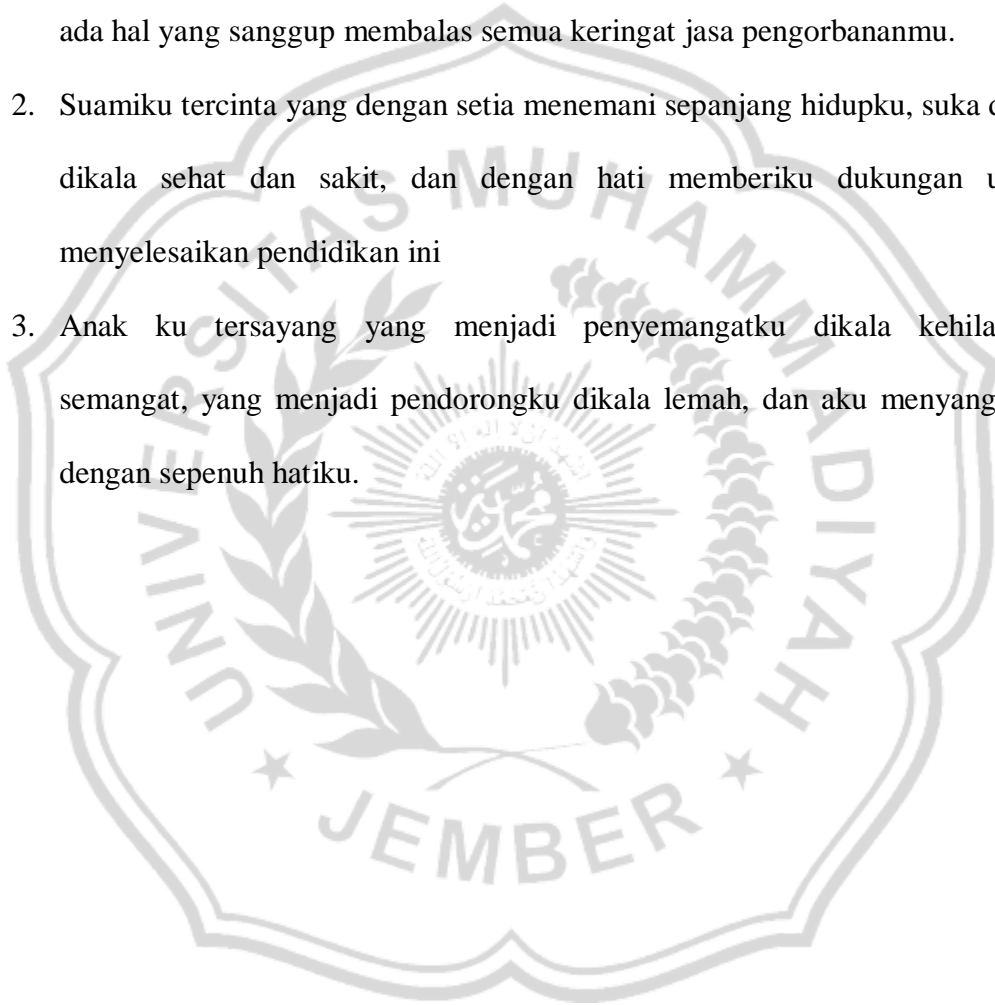 ada hal yang sanggup membalas semua keringat jasa pengorbananmu.
2. Suamiku tercinta yang dengan setia menemani sepanjang hidupku, suka
dikala sehat dan sakit, dan dengan hati memberiku dukungan
menyelesaikan pendidikan ini
3. Anak ku tersayang yang menjadi penyemangatku dikala
semangat, yang menjadi pendorongku dikala lemah, dan aku
dengan sepenuh hatiku.
UNIVERSITAS MUHAMMADIYAH
JEMBER